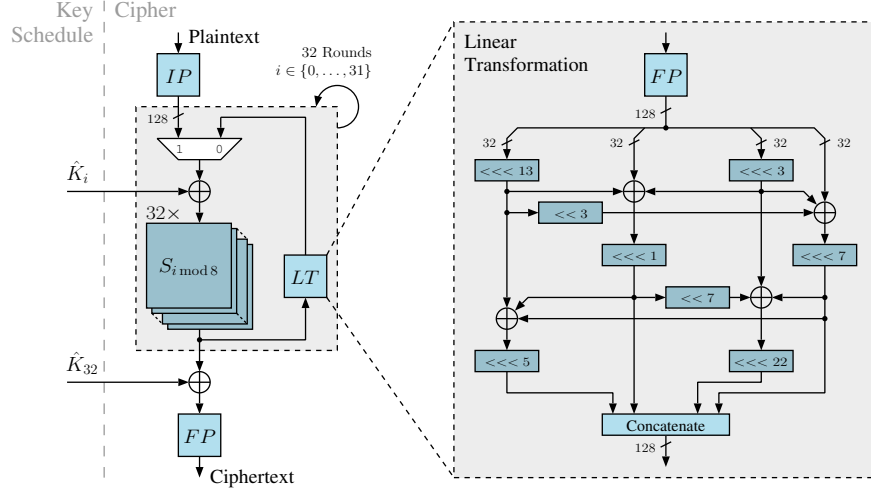 Key
Schedule
Cipher
Plaintext
IP
128
1 0
32 Rounds
i ∈ {0, . . . , 31}
K̂ᵢ
32×
S_{i mod 8}
LT
K̂₃₂
FP
Ciphertext
Linear
Transformation
FP
128
32 32 32 32
<<< 13
<<< 3
<< 3
<<< 1
<<< 7
<< 7
<<< 5
<<< 22
Concatenate
128